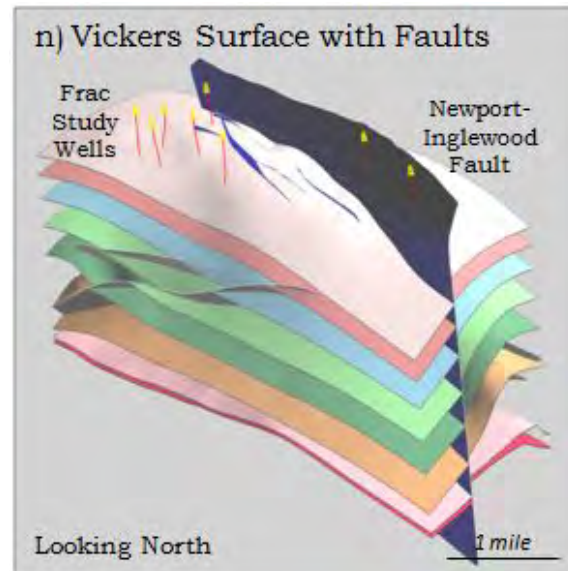 n) Vickers Surface with Faults
Frac
Study
Wells
Newport-
Inglewood
Fault
Looking North
1 mile